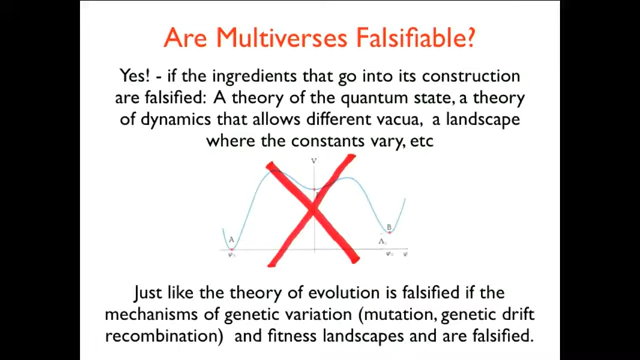 Are Multiverses Falsifiable?
Yes! - if the ingredients that go into its construction
are falsified: A theory of the quantum state, a theory
of dynamics that allows different vacua, a landscape
where the constants vary, etc
V
F
A
B
Λ
φ
Just like the theory of evolution is falsified if the
mechanisms of genetic variation (mutation, genetic drift
recombination) and fitness landscapes and are falsified.